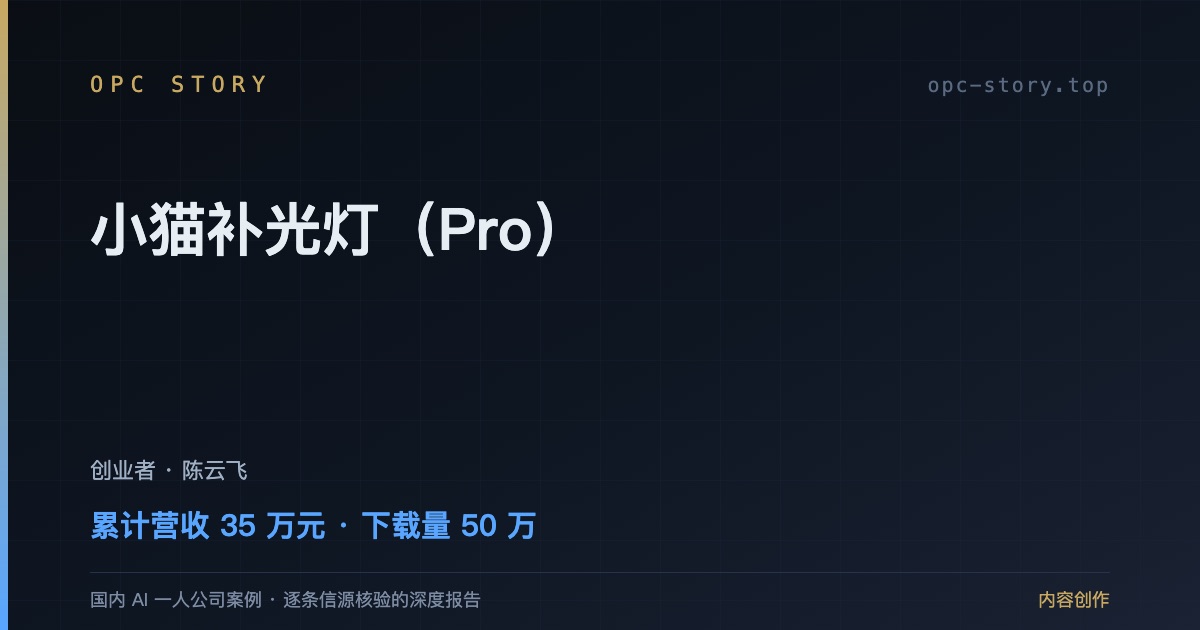 OPC STORY
opc-story.top
小猫补光灯（Pro）
创业者 · 陈云飞
累计营收 35 万元 · 下载量 50 万
国内 AI 一人公司案例 · 逐条信源核验的深度报告
内容创作